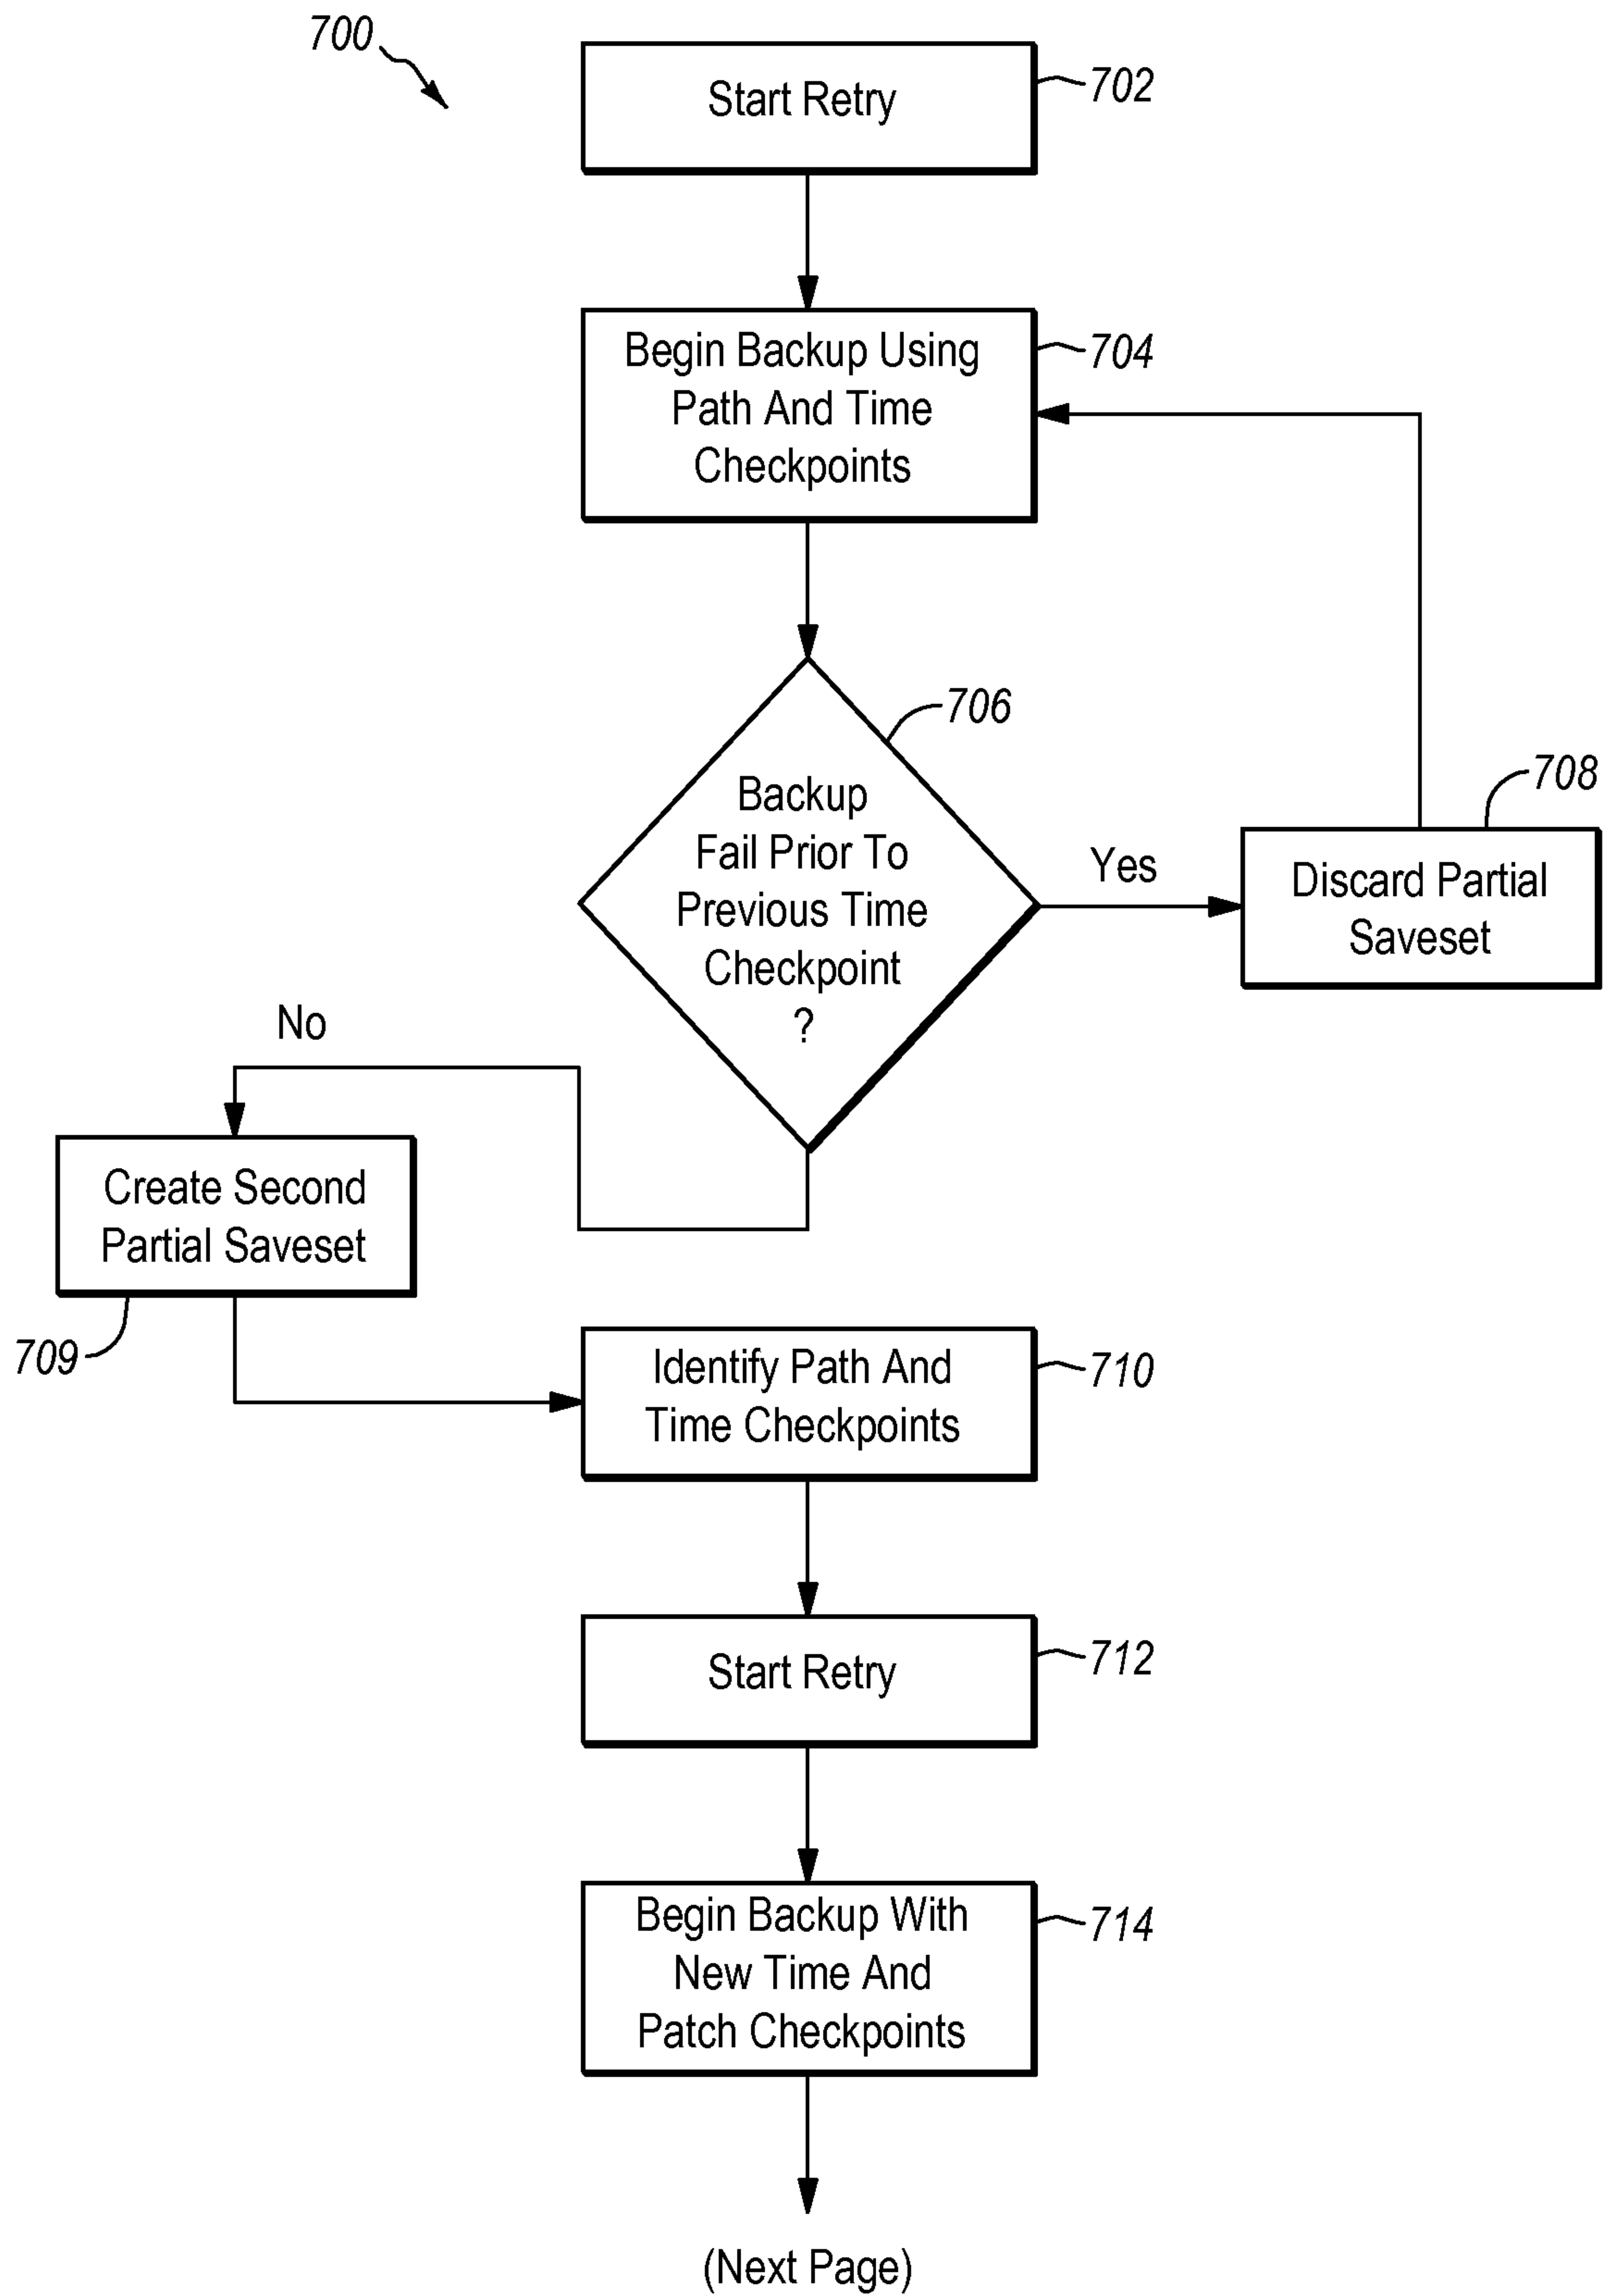 700
Start Retry
702
Begin Backup Using
Path And Time
Checkpoints
704
706
Backup
Fail Prior To
Previous Time
Checkpoint
?
Yes
708
Discard Partial
Saveset
No
Create Second
Partial Saveset
709
Identify Path And
Time Checkpoints
710
Start Retry
712
Begin Backup With
New Time And
Patch Checkpoints
714
(Next Page)